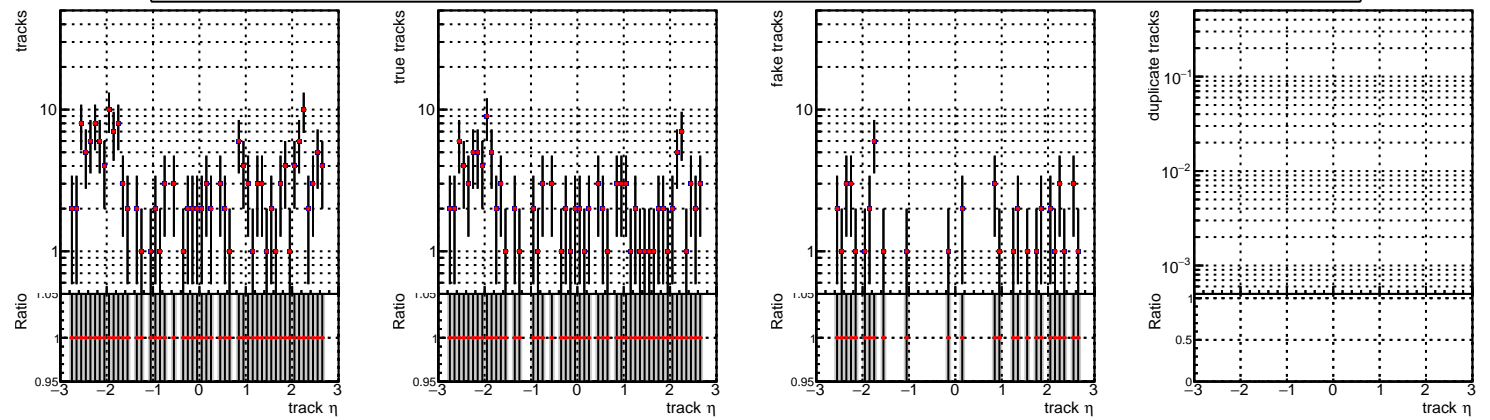 tracks
10
1
Ratio
1.05
1
0.95
−3 −2 −1 0 1 2 3
track η
true tracks
10
1
Ratio
1.05
1
0.95
−3 −2 −1 0 1 2 3
track η
fake tracks
10
1
Ratio
1.05
1
0.95
−3 −2 −1 0 1 2 3
track η
duplicate tracks
10−1
10−2
10−3
Ratio
1
0.5
0
−3 −2 −1 0 1 2 3
track η